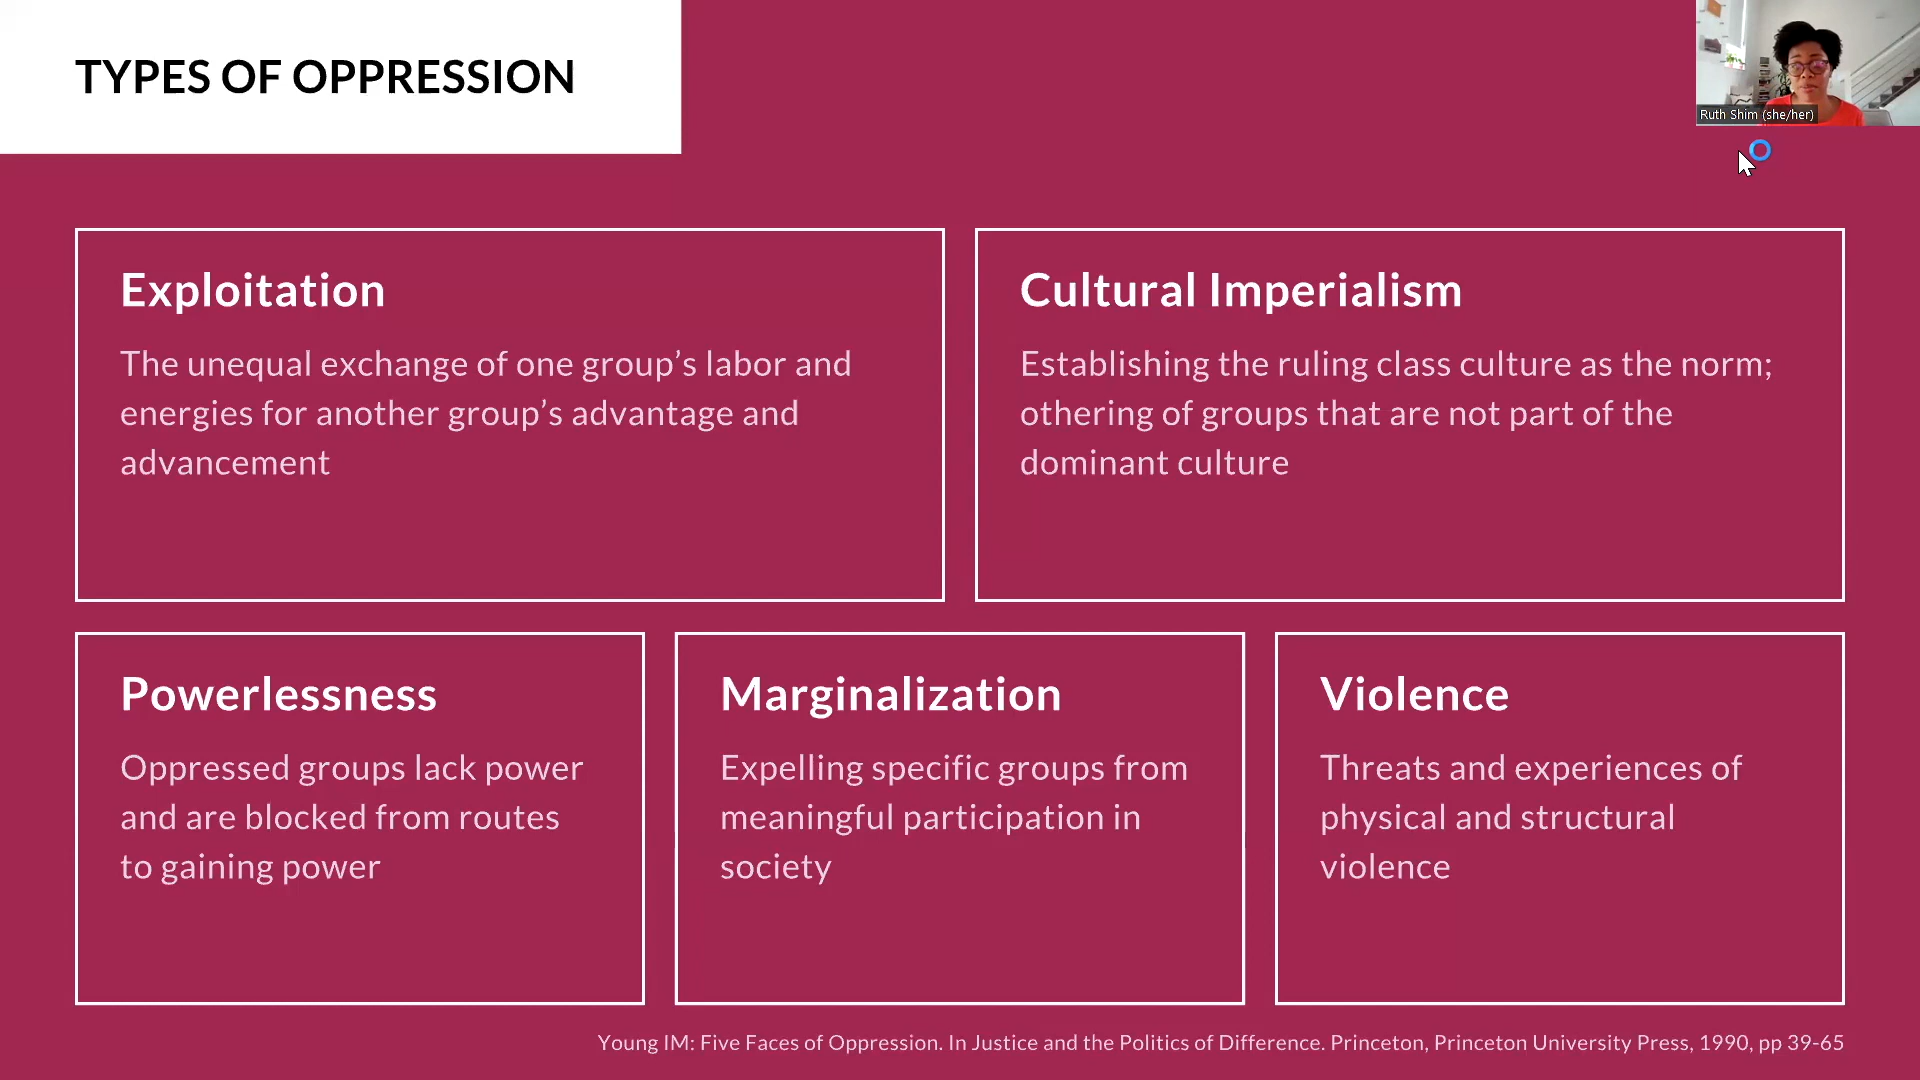 TYPES OF OPPRESSION
Ruth Shim (she/her)
Exploitation
The unequal exchange of one group’s labor and
energies for another group’s advantage and
advancement
Cultural Imperialism
Establishing the ruling class culture as the norm;
othering of groups that are not part of the
dominant culture
Powerlessness
Oppressed groups lack power
and are blocked from routes
to gaining power
Marginalization
Expelling specific groups from
meaningful participation in
society
Violence
Threats and experiences of
physical and structural
violence
Young IM: Five Faces of Oppression. In Justice and the Politics of Difference. Princeton, Princeton University Press, 1990, pp 39-65